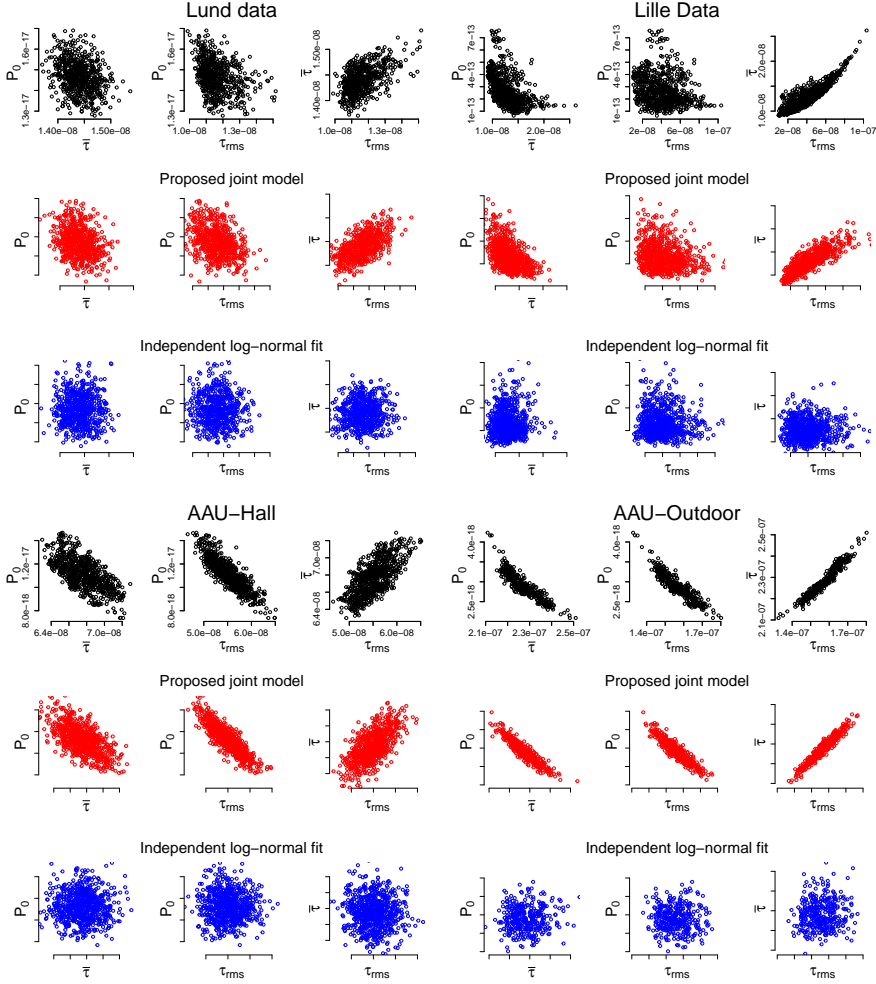 Lund data
Lille Data
P0
1.3e−17 1.6e−17
1.40e−08 1.50e−08
τ̅
1.3e−17 1.6e−17
1.0e−08 1.3e−08
τrms
τ̅
1.40e−08 1.50e−08
1.0e−08 1.3e−08
τrms
P0
1e−13 4e−13 7e−13
1.0e−08 2.0e−08
τ̅
P0
1e−13 4e−13 7e−13
2e−08 6e−08 1e−07
τrms
τ̅
1.0e−08 2.0e−08
2e−08 6e−08 1e−07
τrms
Proposed joint model
Proposed joint model
P0 τ̅
P0 τrms
τ̅ τrms
P0 τ̅
P0 τrms
τ̅ τrms
Independent log−normal fit
Independent log−normal fit
P0 τ̅
P0 τrms
τ̅ τrms
P0 τ̅
P0 τrms
τ̅ τrms
AAU−Hall
AAU−Outdoor
P0
8.0e−18 1.2e−17
6.4e−08 7.0e−08
τ̅
P0
8.0e−18 1.2e−17
5.0e−08 6.0e−08
τrms
τ̅
6.4e−08 7.0e−08
5.0e−08 6.0e−08
τrms
P0
2.5e−18 4.0e−18
2.1e−07 2.3e−07 2.5e−07
τ̅
P0
2.5e−18 4.0e−18
1.4e−07 1.7e−07
τrms
τ̅
2.1e−07 2.3e−07 2.5e−07
1.4e−07 1.7e−07
τrms
Proposed joint model
Proposed joint model
P0 τ̅
P0 τrms
τ̅ τrms
P0 τ̅
P0 τrms
τ̅ τrms
Independent log−normal fit
Independent log−normal fit
P0 τ̅
P0 τrms
τ̅ τrms
P0 τ̅
P0 τrms
τ̅ τrms